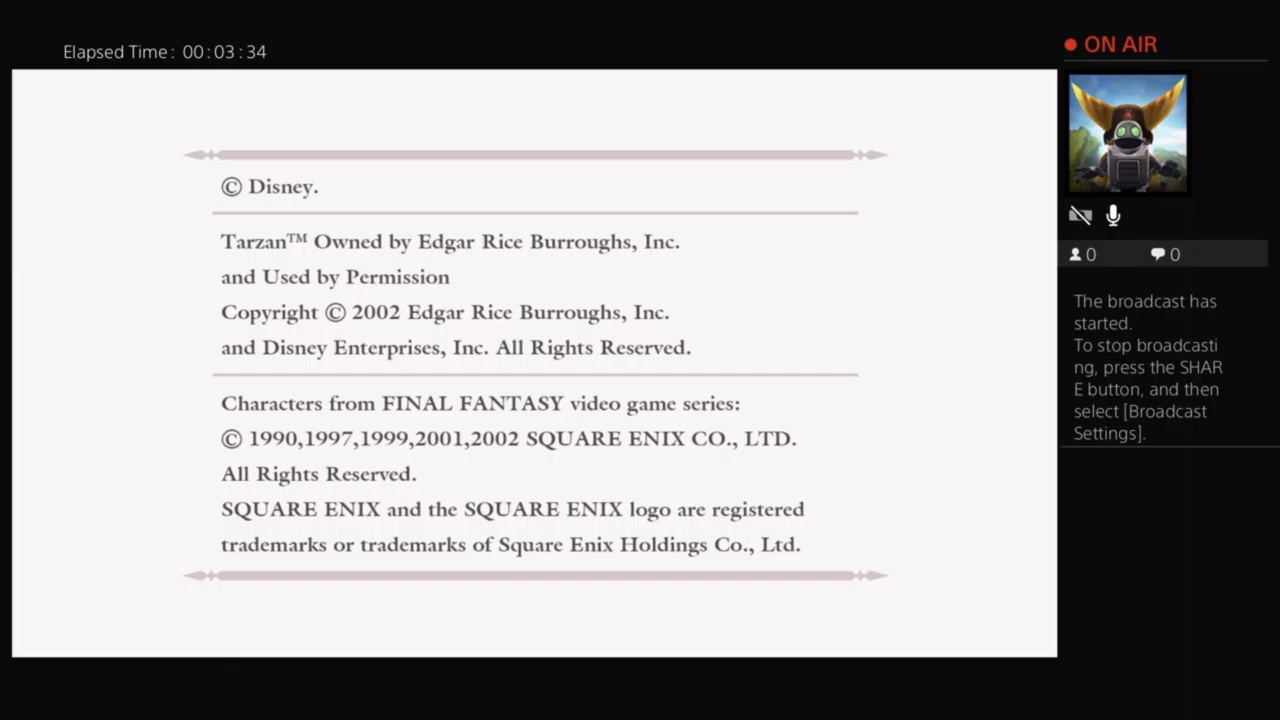 Elapsed Time: 00:03:34
ON AIR
© Disney.
Tarzan™ Owned by Edgar Rice Burroughs, Inc.
and Used by Permission
Copyright © 2002 Edgar Rice Burroughs, Inc.
and Disney Enterprises, Inc. All Rights Reserved.
Characters from FINAL FANTASY video game series:
© 1990,1997,1999,2001,2002 SQUARE ENIX CO., LTD.
All Rights Reserved.
SQUARE ENIX and the SQUARE ENIX logo are registered
trademarks or trademarks of Square Enix Holdings Co., Ltd.
0 0
The broadcast has
started.
To stop broadcasti
ng, press the SHAR
E button, and then
select [Broadcast
Settings].